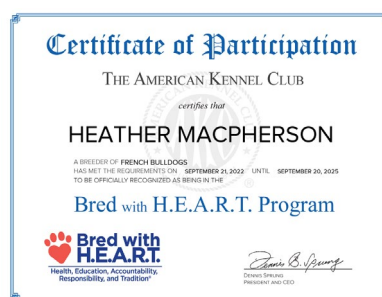 Certificate of Participation
THE AMERICAN KENNEL CLUB
certifies that
HEATHER MACPHERSON
A BREEDER OF FRENCH BULLDOGS
HAS MET THE REQUIREMENTS ON SEPTEMBER 21, 2022 UNTIL SEPTEMBER 20, 2025
TO BE OFFICIALLY RECOGNIZED AS BEING IN THE
Bred with H.E.A.R.T. Program
Bred with
H.E.A.R.T.
Health, Education, Accountability,
Responsibility, and Tradition®
Dennis B. Sprung
DENNIS SPRUNG
PRESIDENT AND CEO